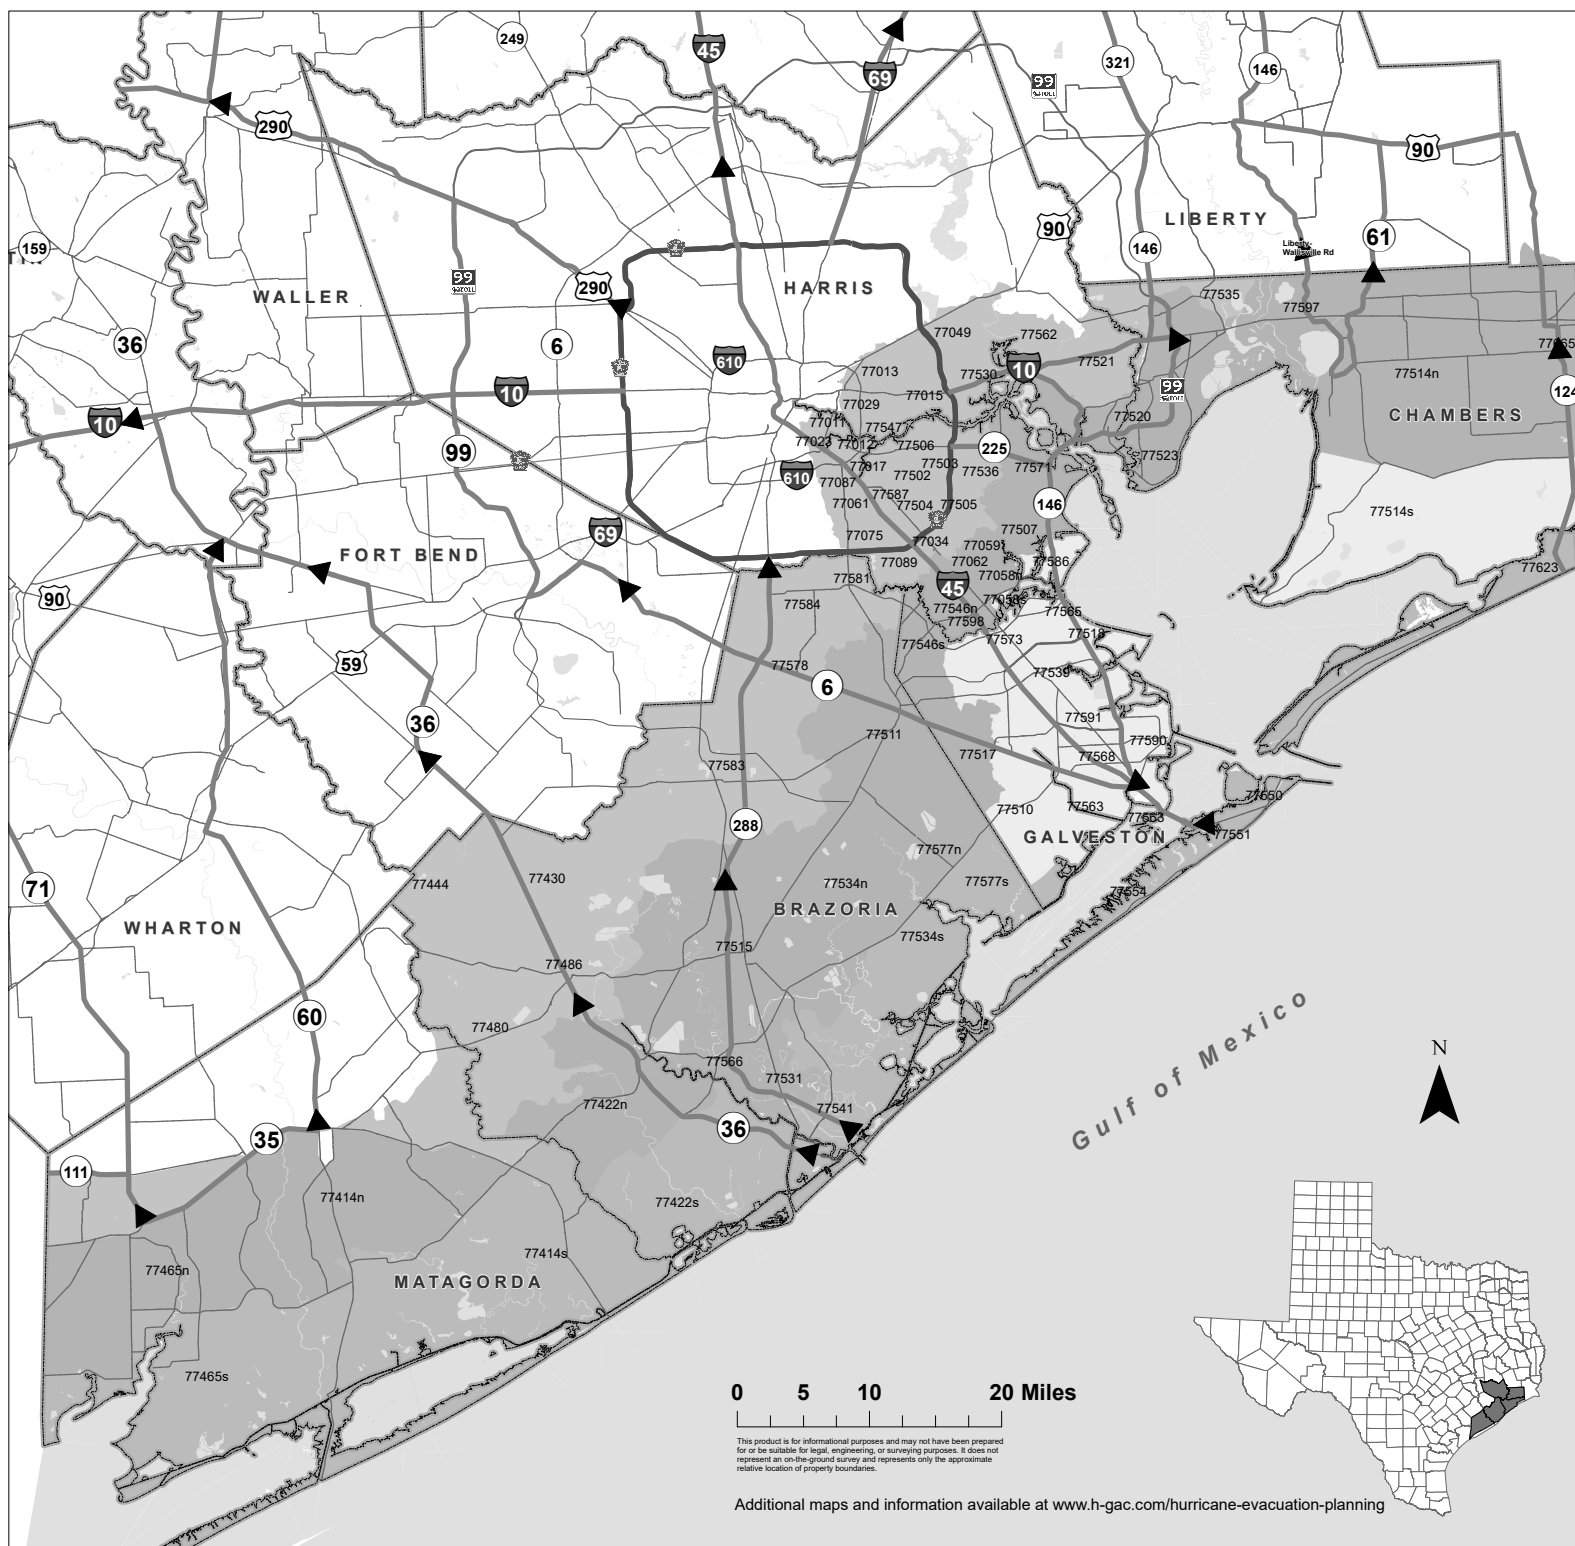 249
45
69
99
321
146
290
90
159
LIBERTY
90
146
61
Liberty-
Wallisville Rd
99
290
WALLER
HARRIS
77535
77597
36
6
77049
77562
610
10
77521
77013
77530
77514n
10
99
77015
124
77029
CHAMBERS
10
77011
77547
77520
77023
77012
77506
225
99
77017
77503
77536
77571
77523
610
77502
77087
77587
77061
77504
77505
146
77514s
69
77075
77034
77507
FORT BEND
77059
77089
77062
77586
77623
77581
77058n
90
45
77584
77546n
77565
77598
77546s
77573
77518
59
77578
77539
6
36
77591
77511
77517
77568
77590
77583
77550
77510
77563
288
77563
77551
GALVESTON
77577n
71
77444
77430
77534n
77577s
77554
BRAZORIA
WHARTON
77534s
77515
77486
60
77480
Gulf of Mexico
N
77566
77531
77422n
77541
36
35
111
77414n
77422s
77414s
77465n
MATAGORDA
77465s
0 5 10 20 Miles
This product is for informational purposes and may not have been prepared
for or be suitable for legal, engineering, or surveying purposes. It does not
represent an on-the-ground survey and represents only the approximate
relative location of property boundaries.
Additional maps and information available at www.h-gac.com/hurricane-evacuation-planning